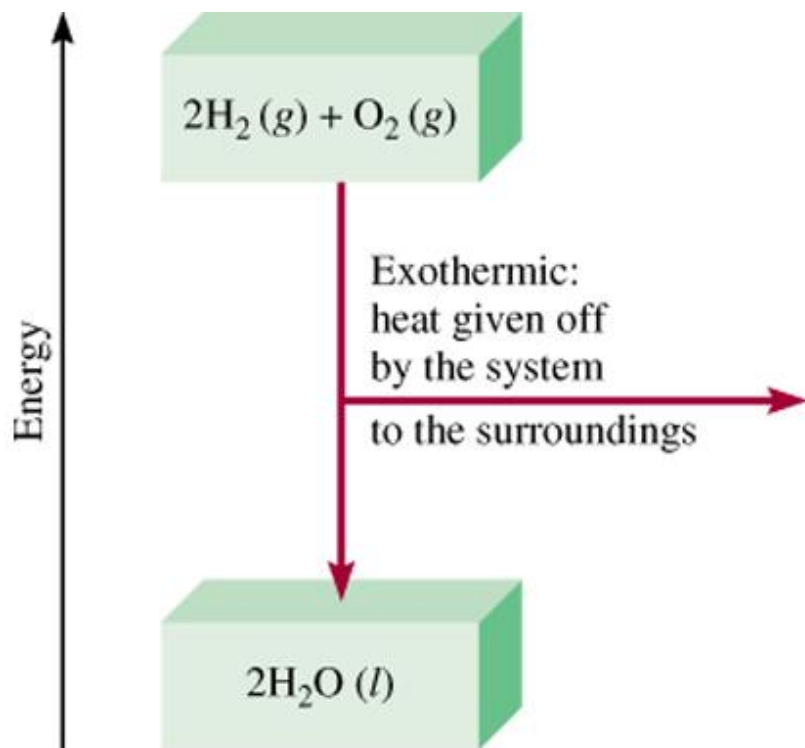 2H₂ (g) + O₂ (g)
Exothermic:
heat given off
by the system
to the surroundings
Energy
2H₂O (l)